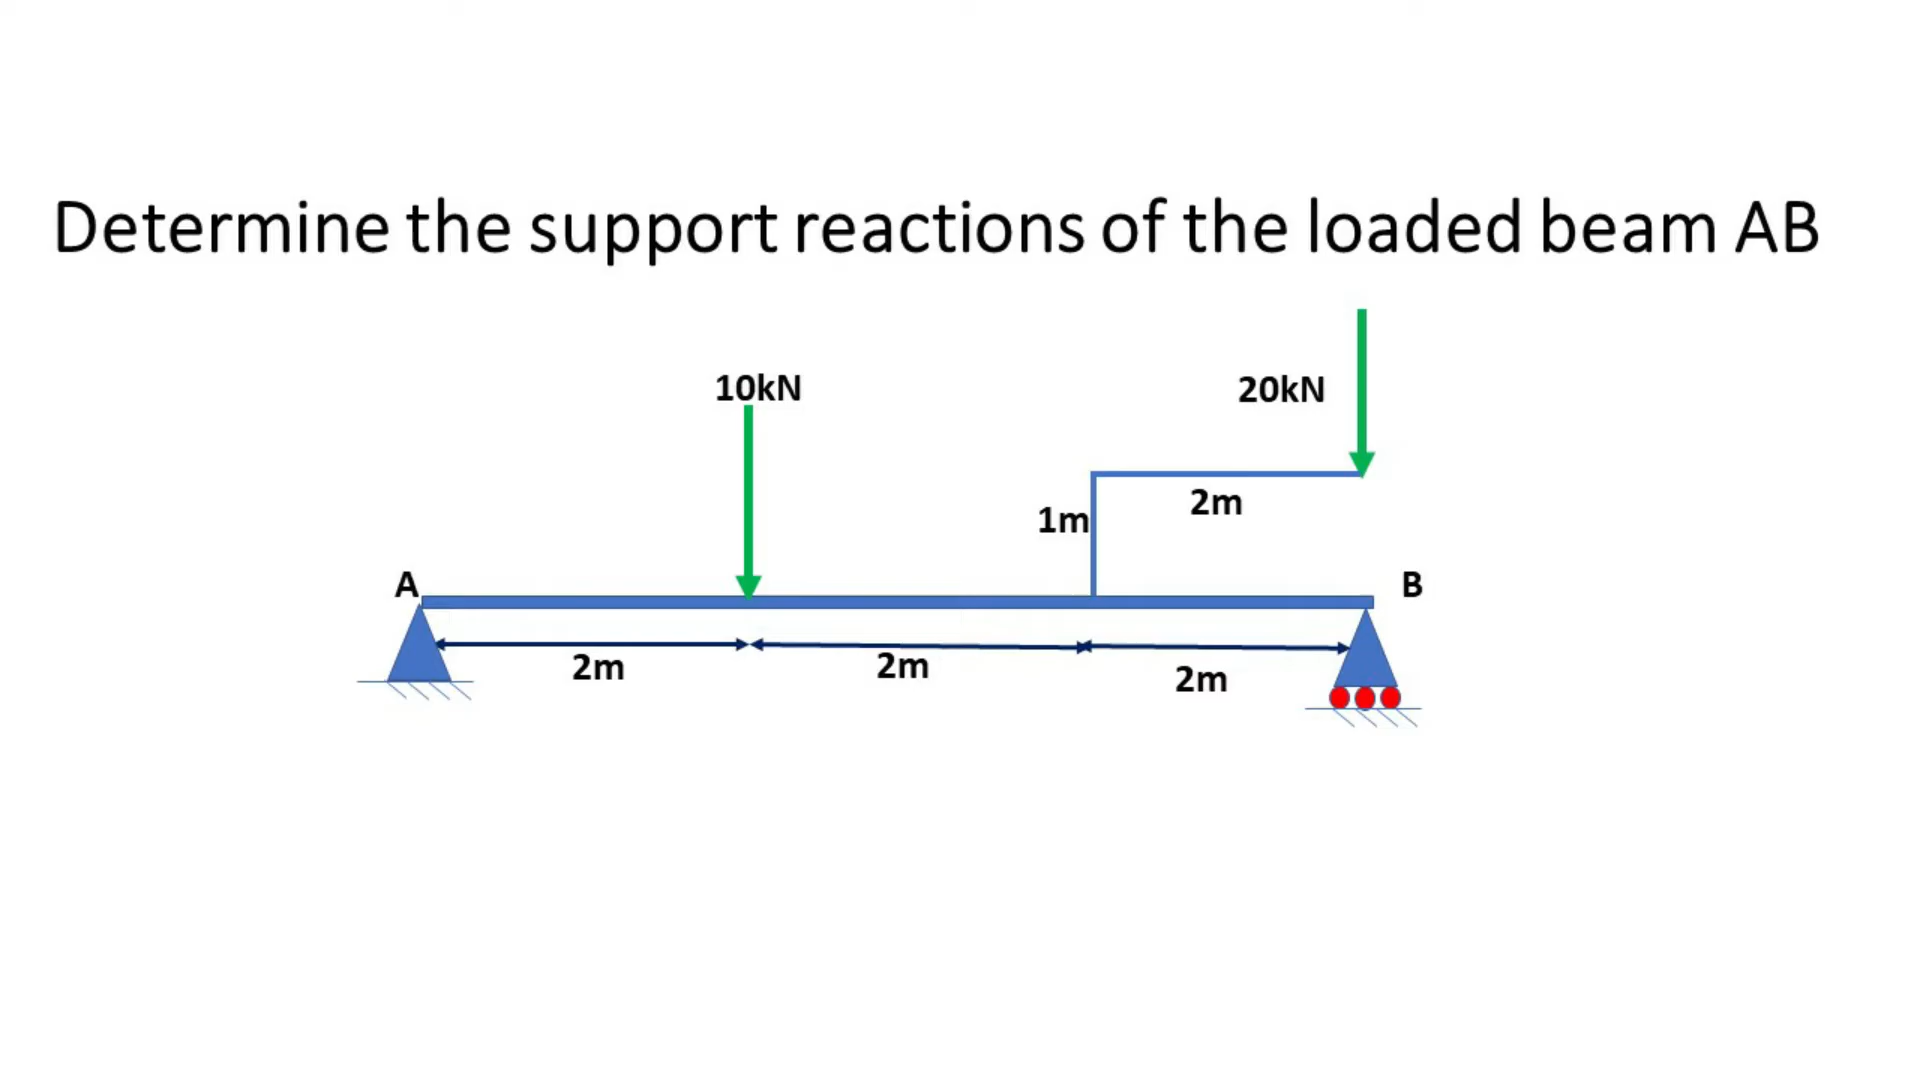 Determine the support reactions of the loaded beam AB
10kN
20kN
2m
1m
A
B
2m
2m
2m